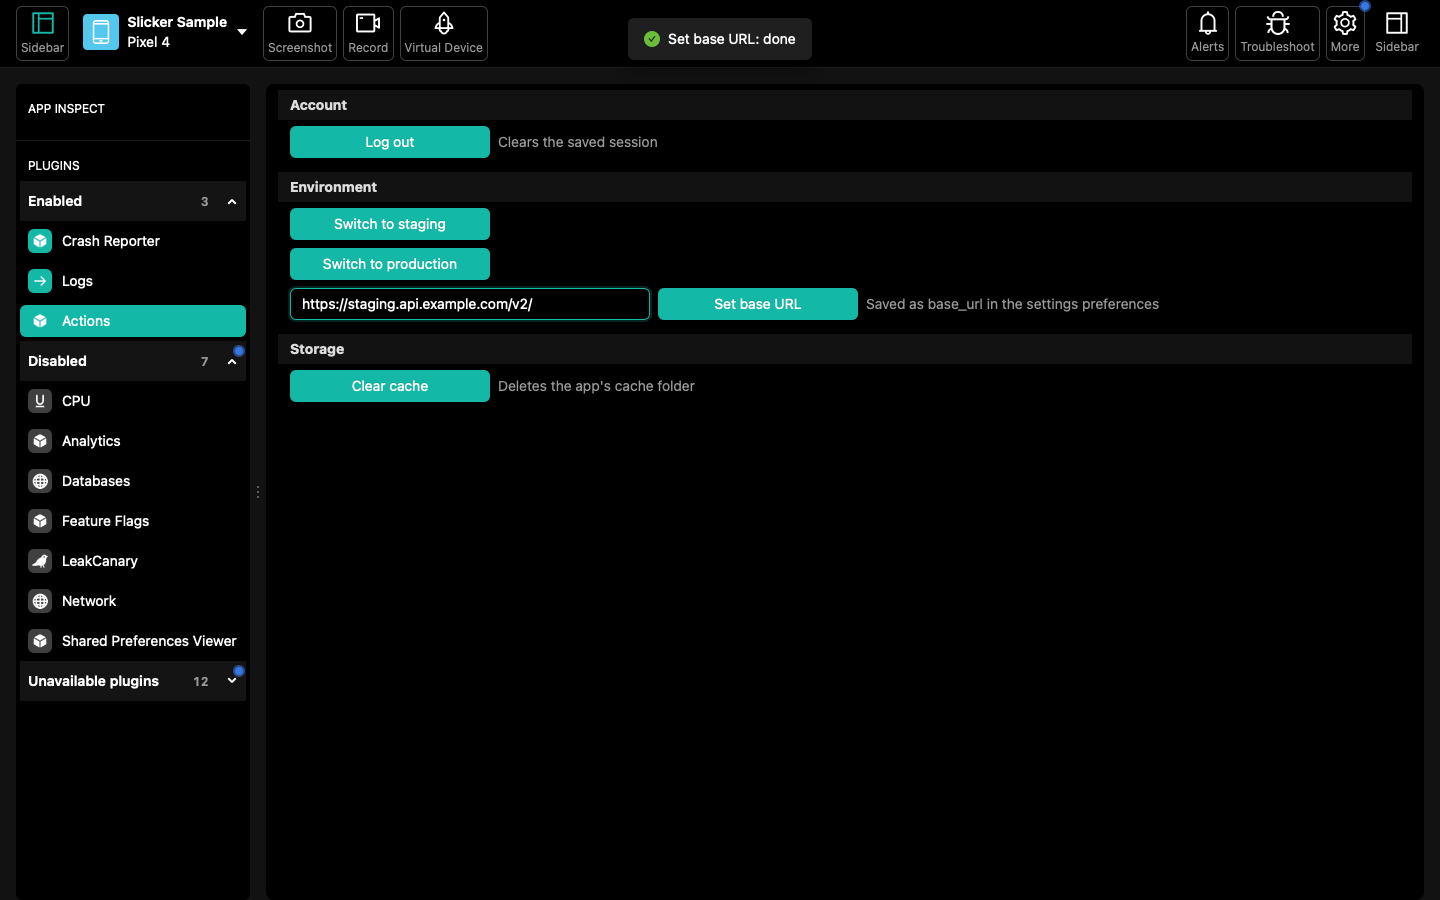 Sidebar
Slicker Sample
Pixel 4
Screenshot
Record
Virtual Device
Set base URL: done
Alerts
Troubleshoot
More
Sidebar
APP INSPECT
PLUGINS
Enabled 3
Crash Reporter
Logs
Actions
Disabled 7
CPU
Analytics
Databases
Feature Flags
LeakCanary
Network
Shared Preferences Viewer
Unavailable plugins 12
Account
Log out Clears the saved session
Environment
Switch to staging
Switch to production
https://staging.api.example.com/v2/ Set base URL Saved as base_url in the settings preferences
Storage
Clear cache Deletes the app's cache folder